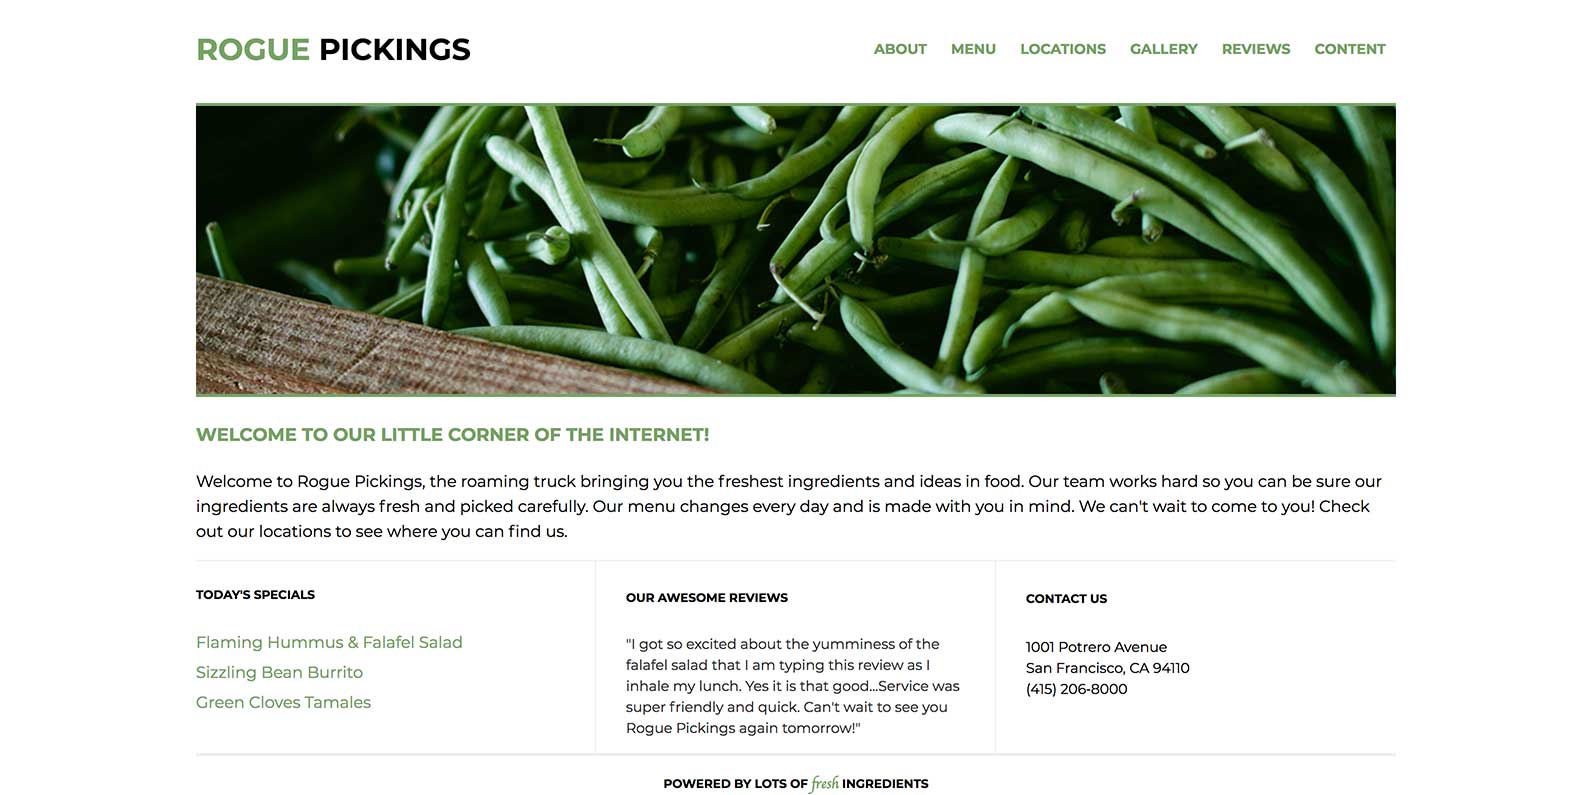 ROGUE PICKINGS
ABOUT MENU LOCATIONS GALLERY REVIEWS CONTENT
WELCOME TO OUR LITTLE CORNER OF THE INTERNET!
Welcome to Rogue Pickings, the roaming truck bringing you the freshest ingredients and ideas in food. Our team works hard so you can be sure our
ingredients are always fresh and picked carefully. Our menu changes every day and is made with you in mind. We can't wait to come to you! Check
out our locations to see where you can find us.
TODAY'S SPECIALS
Flaming Hummus & Falafel Salad
Sizzling Bean Burrito
Green Cloves Tamales
OUR AWESOME REVIEWS
"I got so excited about the yumminess of the
falafel salad that I am typing this review as I
inhale my lunch. Yes it is that good...Service was
super friendly and quick. Can't wait to see you
Rogue Pickings again tomorrow!"
CONTACT US
1001 Potrero Avenue
San Francisco, CA 94110
(415) 206-8000
POWERED BY LOTS OF fresh INGREDIENTS